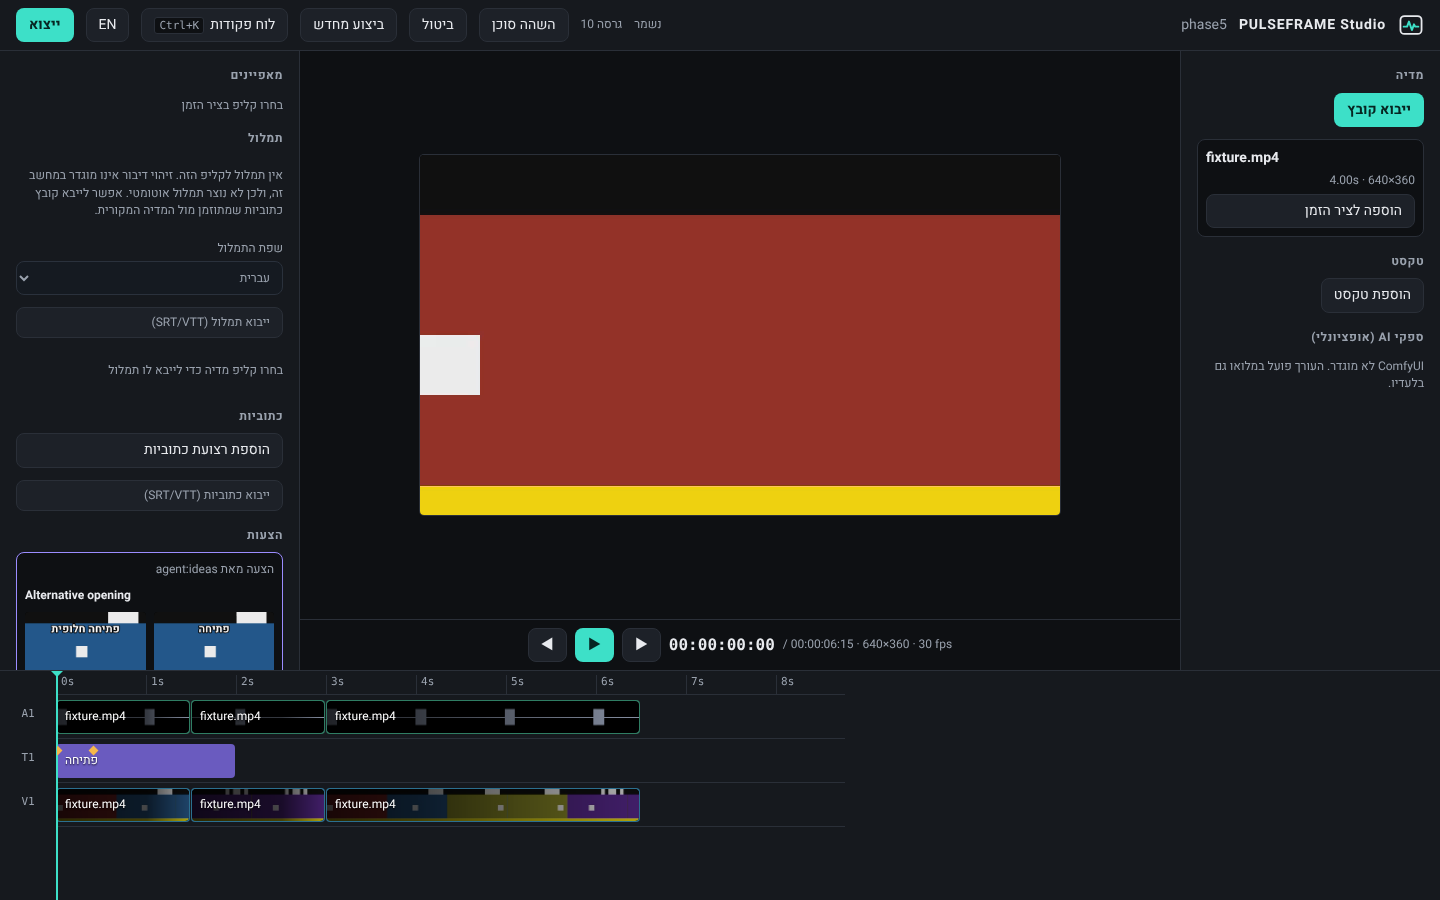 PULSEFRAME Studio
phase5
נשמר
גרסה 10
השהה סוכן
ביטול
ביצוע מחדש
לוח פקודות Ctrl+K
EN
ייצוא
מדיה
ייבוא קובץ
fixture.mp4
4.00s · 640×360
הוספה לציר הזמן
טקסט
הוספת טקסט
ספקי AI (אופציונלי)
ComfyUI לא מוגדר. העורך פועל במלואו גם
בלעדיו.
00:00:00:00 / 00:00:06:15 · 640×360 · 30 fps
מאפיינים
בחרו קליפ בציר הזמן
תמלול
אין תמלול לקליפ הזה. זיהוי דיבור אינו מוגדר במחשב
זה, ולכן לא נוצר תמלול אוטומטי. אפשר לייבא קובץ
כתוביות שמתוזמן מול המדיה המקורית.
שפת התמלול
עברית
ייבוא תמלול (SRT/VTT)
בחרו קליפ מדיה כדי לייבא לו תמלול
כתוביות
הוספת רצועת כתוביות
ייבוא כתוביות (SRT/VTT)
הצעות
הצעה מאת agent:ideas
Alternative opening
פתיחה
פתיחה חלופית
0s 1s 2s 3s 4s 5s 6s 7s 8s
A1 fixture.mp4 fixture.mp4 fixture.mp4
T1 פתיחה
V1 fixture.mp4 fixture.mp4 fixture.mp4